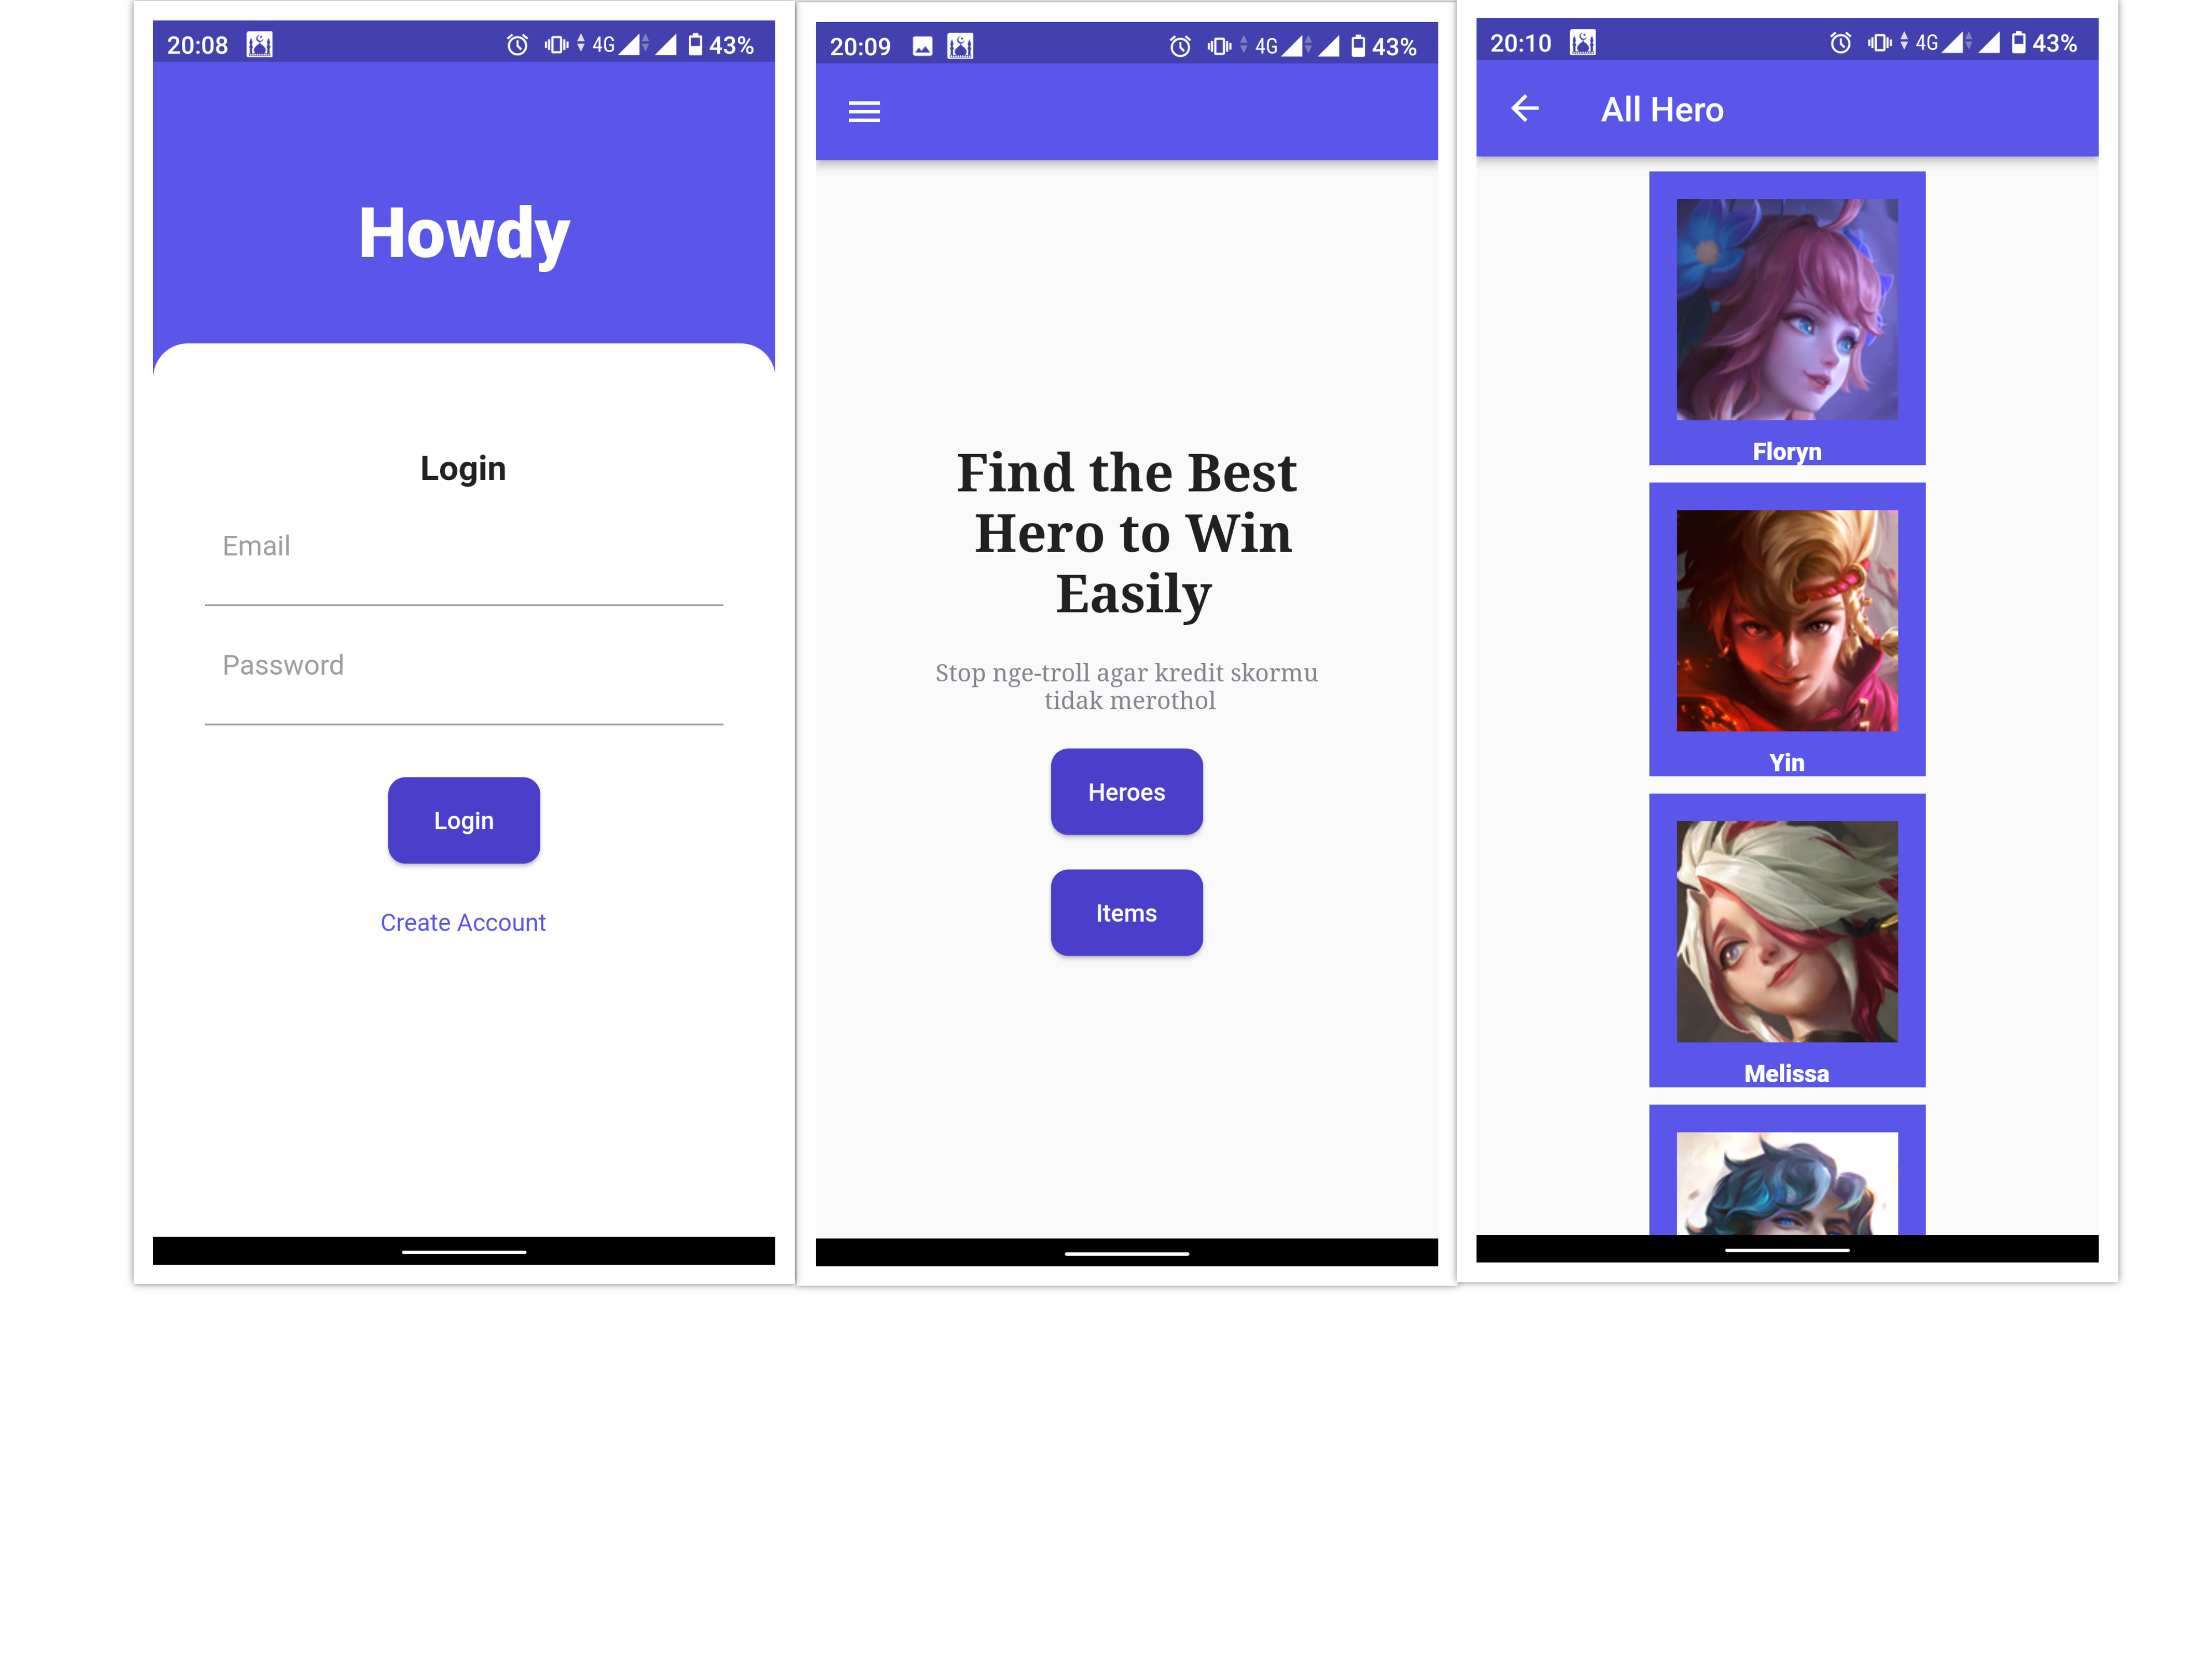 20:08 4G 43%
Howdy
Login
Email
Password
Login
Create Account
20:09 4G 43%
Find the Best
Hero to Win
Easily
Stop nge-troll agar kredit skormu
tidak merothol
Heroes
Items
20:10 4G 43%
All Hero
Floryn
Yin
Melissa